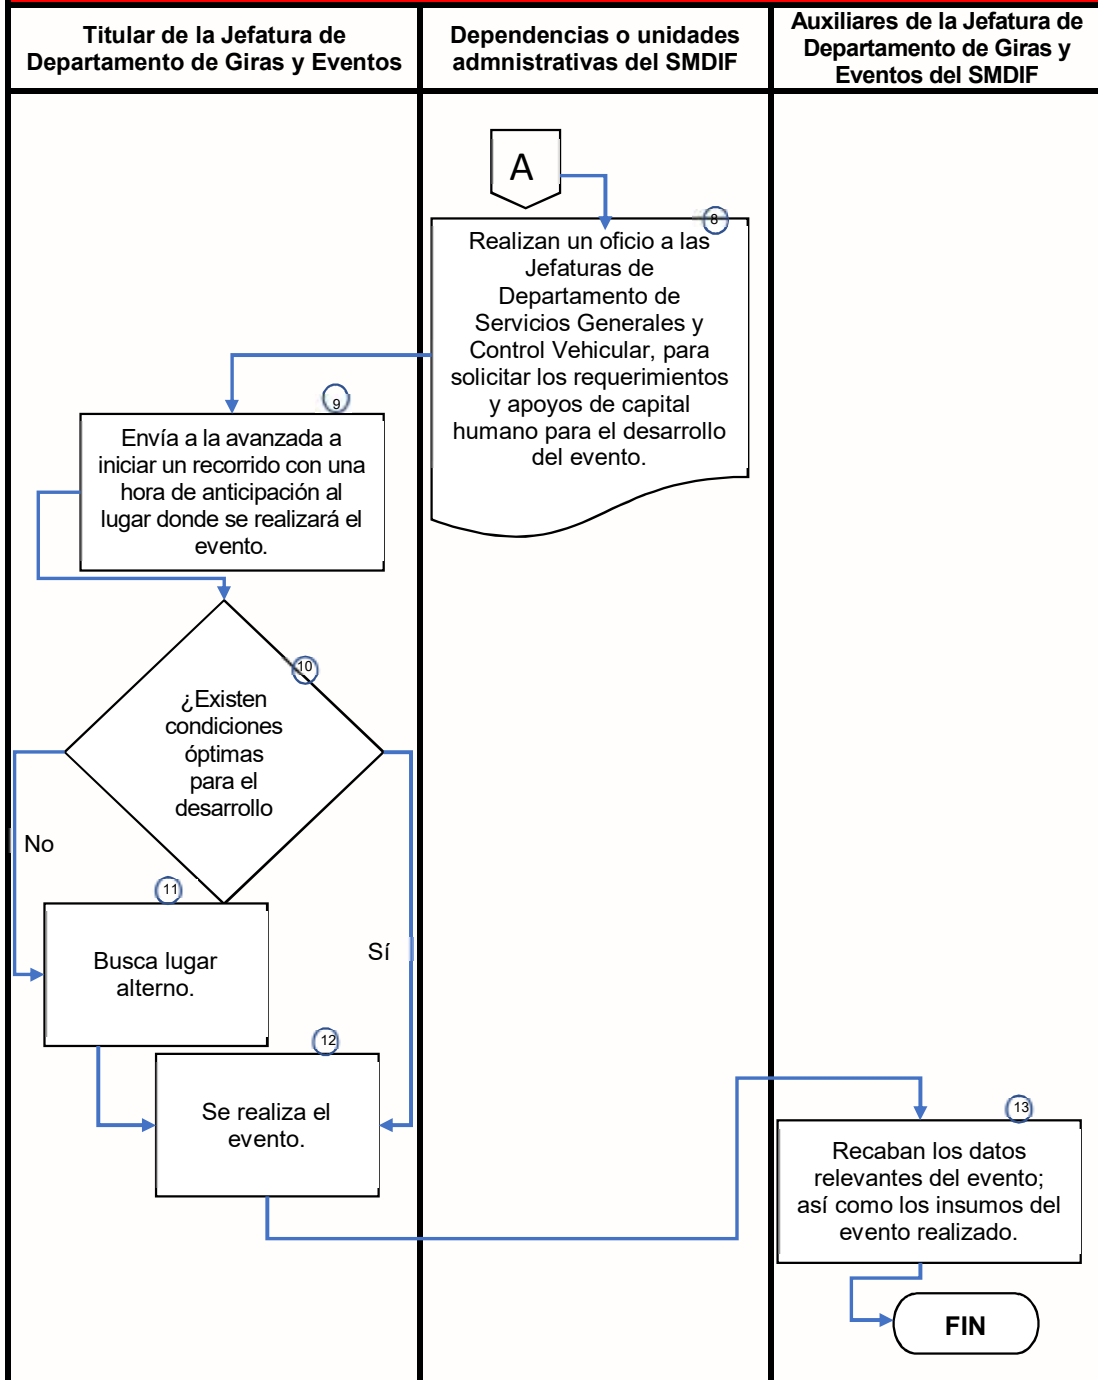 Titular de la Jefatura de
Departamento de Giras y Eventos
Dependencias o unidades
admnistrativas del SMDIF
Auxiliares de la Jefatura de
Departamento de Giras y
Eventos del SMDIF
A
8
Realizan un oficio a las
Jefaturas de
Departamento de
Servicios Generales y
Control Vehicular, para
solicitar los requerimientos
y apoyos de capital
humano para el desarrollo
del evento.
9
Envía a la avanzada a
iniciar un recorrido con una
hora de anticipación al
lugar donde se realizará el
evento.
10
¿Existen
condiciones
óptimas
para el
desarrollo
No
Sí
11
Busca lugar
alterno.
12
Se realiza el
evento.
13
Recaban los datos
relevantes del evento;
así como los insumos del
evento realizado.
FIN